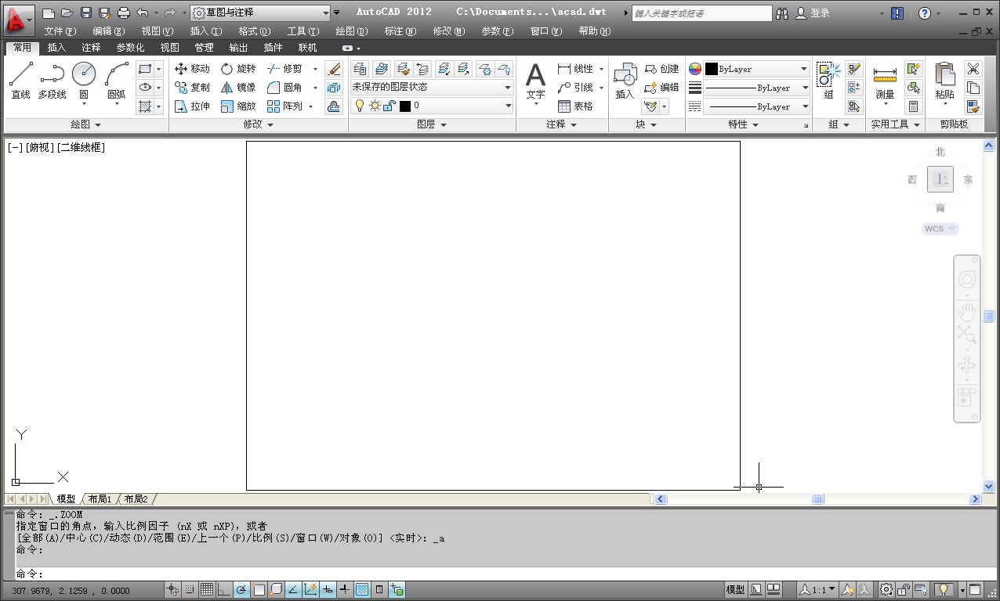 草图与注释 AutoCAD 2012 C:\Documents...\acad.dwt 键入关键字或短语 登录
文件(F) 编辑(E) 视图(V) 插入(I) 格式(O) 工具(T) 绘图(D) 标注(N) 修改(M) 参数(P) 窗口(W) 帮助(H)
常用 插入 注释 参数化 视图 管理 输出 插件 联机
移动 旋转 修剪 线性 创建 ByLayer
直线 多段线 圆 圆弧 复制 镜像 圆角 未保存的图层状态 文字 引线 插入 编辑 ByLayer 组 测量 粘贴
拉伸 缩放 阵列 0 表格 ByLayer
绘图 修改 图层 注释 块 特性 组 实用工具 剪贴板
[-][俯视][二维线框]
北
西 上 东
南
WCS
Y
X
模型 布局1 布局2
命令: _.ZOOM
指定窗口的角点，输入比例因子 (nX 或 nXP)，或者
[全部(A)/中心(C)/动态(D)/范围(E)/上一个(P)/比例(S)/窗口(W)/对象(O)] <实时>: _a
命令:
命令:
307.9679, 2.1259 , 0.0000 模型 1:1